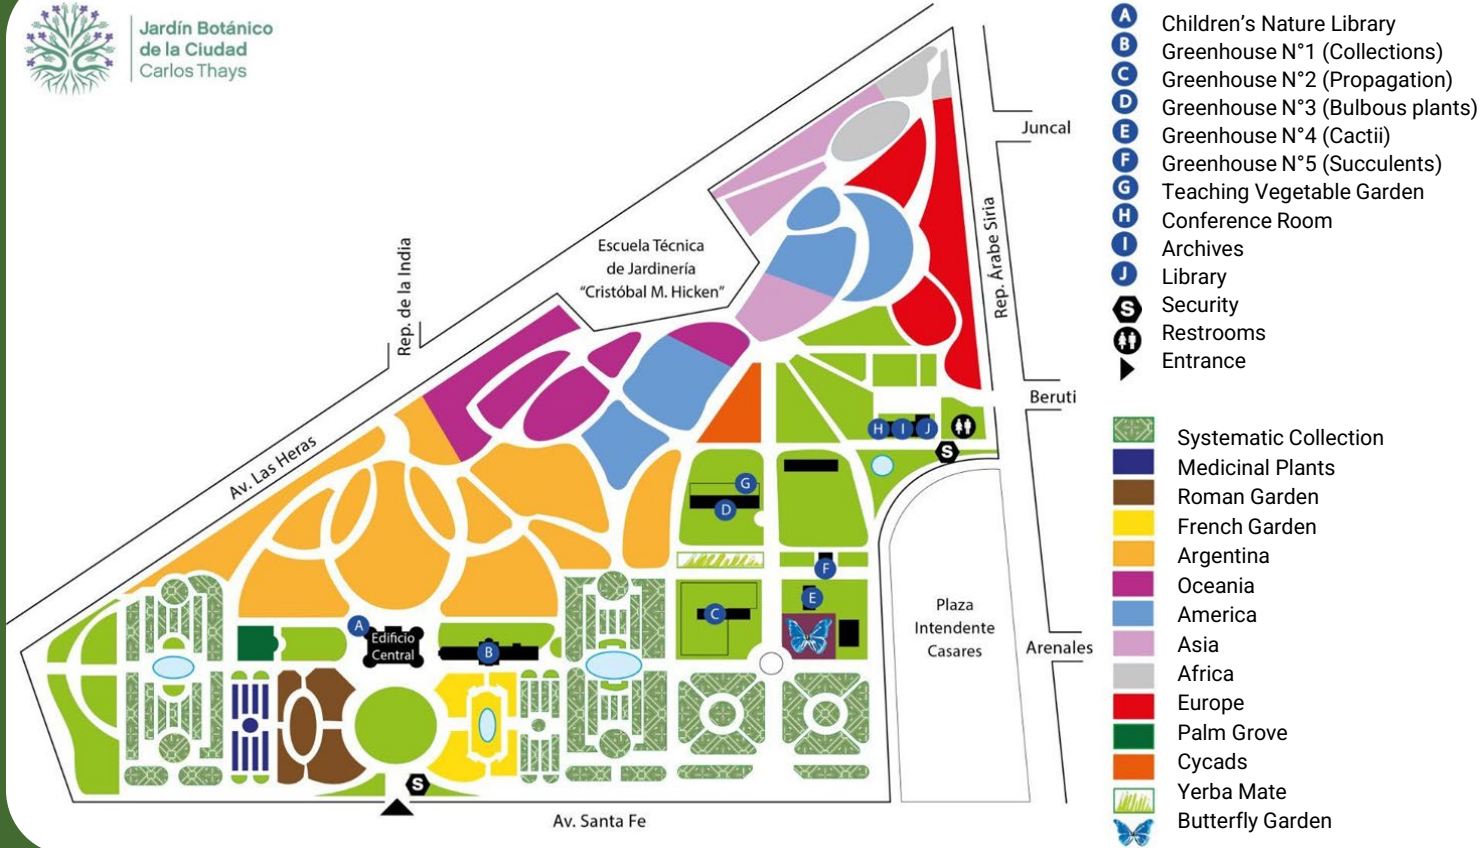 Jardín Botánico
de la Ciudad
Carlos Thays
Juncal
Rep. Árabe Siria
Escuela Técnica
de Jardinería
“Cristóbal M. Hicken”
Rep. de la India
Av. Las Heras
Beruti
H I J
S
G
D
F
E
C
A
Edificio
Central
B
Plaza
Intendente
Casares
Arenales
S
Av. Santa Fe
A Children’s Nature Library
B Greenhouse N°1 (Collections)
C Greenhouse N°2 (Propagation)
D Greenhouse N°3 (Bulbous plants)
E Greenhouse N°4 (Cactii)
F Greenhouse N°5 (Succulents)
G Teaching Vegetable Garden
H Conference Room
I Archives
J Library
S Security
Restrooms
Entrance
Systematic Collection
Medicinal Plants
Roman Garden
French Garden
Argentina
Oceania
America
Asia
Africa
Europe
Palm Grove
Cycads
Yerba Mate
Butterfly Garden